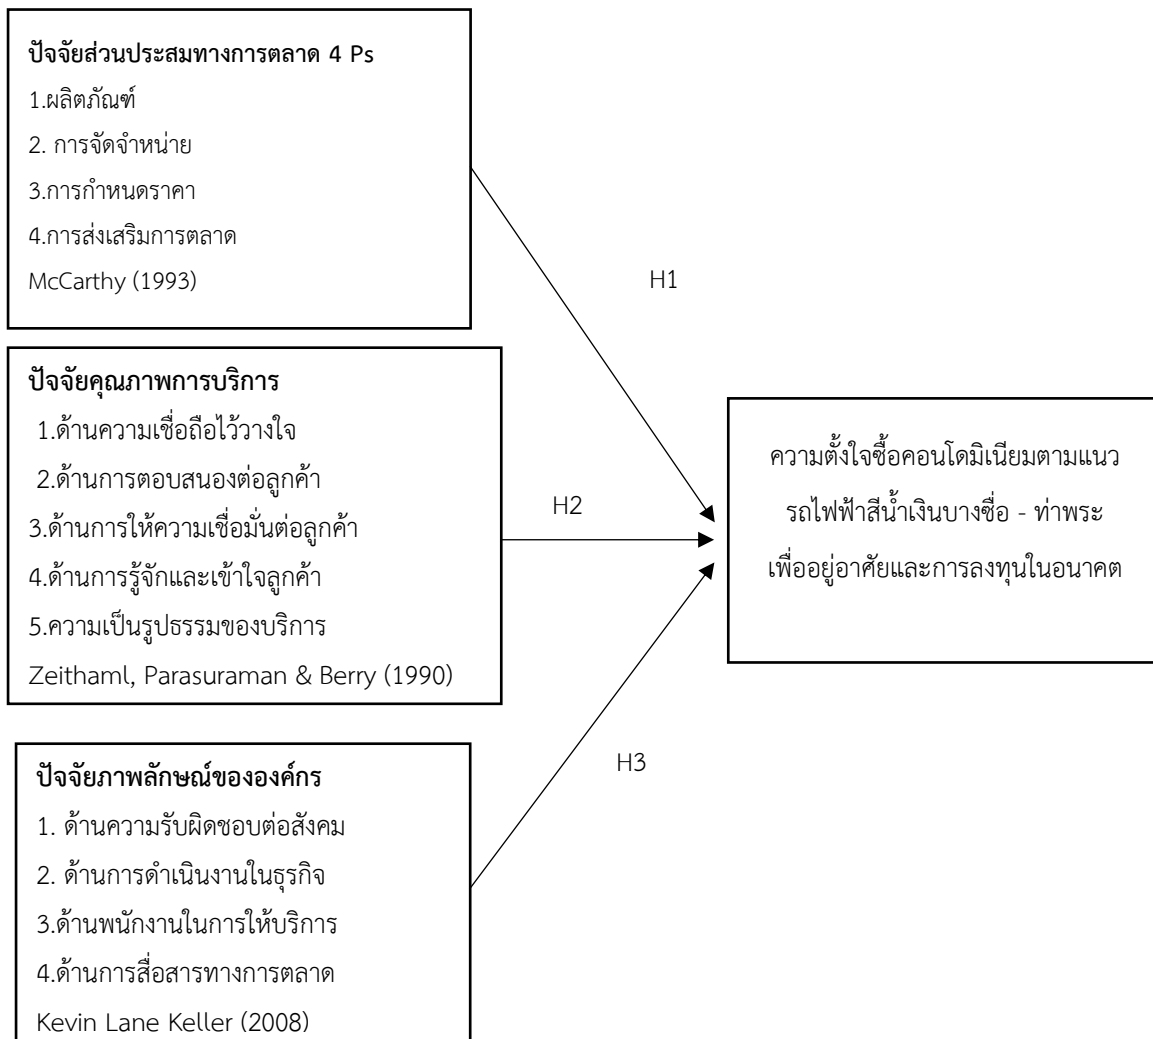 ปัจจัยส่วนประสมทางการตลาด 4 Ps
1.ผลิตภัณฑ์
2. การจัดจำหน่าย
3.การกำหนดราคา
4.การส่งเสริมการตลาด
McCarthy (1993)
H1
ปัจจัยคุณภาพการบริการ
1.ด้านความเชื่อถือไว้วางใจ
2.ด้านการตอบสนองต่อลูกค้า
3.ด้านการให้ความเชื่อมั่นต่อลูกค้า
4.ด้านการรู้จักและเข้าใจลูกค้า
5.ความเป็นรูปธรรมของบริการ
Zeithaml, Parasuraman & Berry (1990)
H2
ความตั้งใจซื้อคอนโดมิเนียมตามแนว
รถไฟฟ้าสีน้ำเงินบางซื่อ - ท่าพระ
เพื่ออยู่อาศัยและการลงทุนในอนาคต
ปัจจัยภาพลักษณ์ขององค์กร
1. ด้านความรับผิดชอบต่อสังคม
2. ด้านการดำเนินงานในธุรกิจ
3.ด้านพนักงานในการให้บริการ
4.ด้านการสื่อสารทางการตลาด
Kevin Lane Keller (2008)
H3